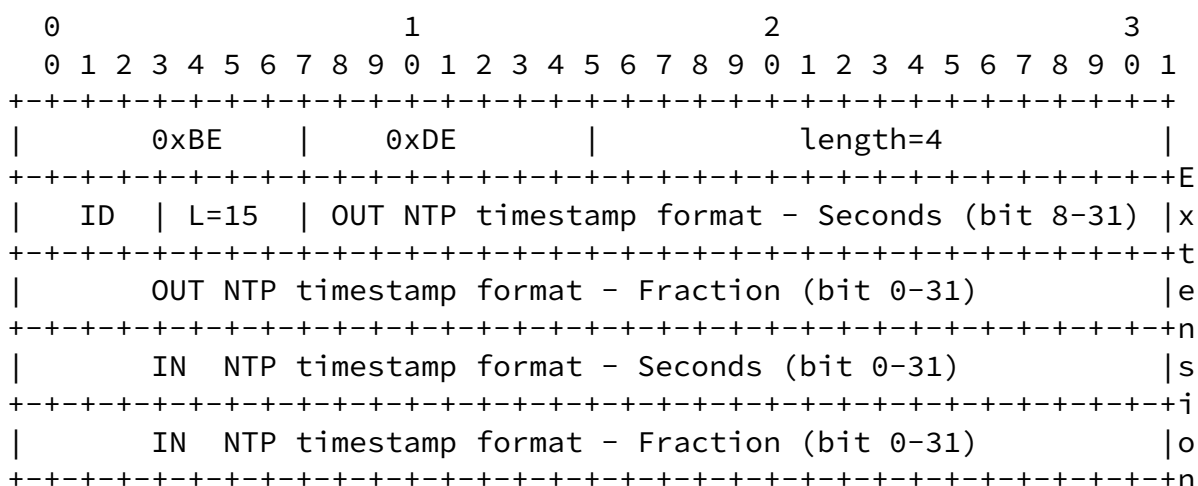 0                   1                   2                   3
 0 1 2 3 4 5 6 7 8 9 0 1 2 3 4 5 6 7 8 9 0 1 2 3 4 5 6 7 8 9 0 1
+-+-+-+-+-+-+-+-+-+-+-+-+-+-+-+-+-+-+-+-+-+-+-+-+-+-+-+-+-+-+-+-+
|       0xBE    |    0xDE       |           length=4            |
+-+-+-+-+-+-+-+-+-+-+-+-+-+-+-+-+-+-+-+-+-+-+-+-+-+-+-+-+-+-+-+-+E
|   ID  | L=15  | OUT NTP timestamp format - Seconds (bit 8-31) |x
+-+-+-+-+-+-+-+-+-+-+-+-+-+-+-+-+-+-+-+-+-+-+-+-+-+-+-+-+-+-+-+-+t
|       OUT NTP timestamp format - Fraction (bit 0-31)          |e
+-+-+-+-+-+-+-+-+-+-+-+-+-+-+-+-+-+-+-+-+-+-+-+-+-+-+-+-+-+-+-+-+n
|       IN  NTP timestamp format - Seconds (bit 0-31)           |s
+-+-+-+-+-+-+-+-+-+-+-+-+-+-+-+-+-+-+-+-+-+-+-+-+-+-+-+-+-+-+-+-+i
|       IN  NTP timestamp format - Fraction (bit 0-31)          |o
+-+-+-+-+-+-+-+-+-+-+-+-+-+-+-+-+-+-+-+-+-+-+-+-+-+-+-+-+-+-+-+-+n